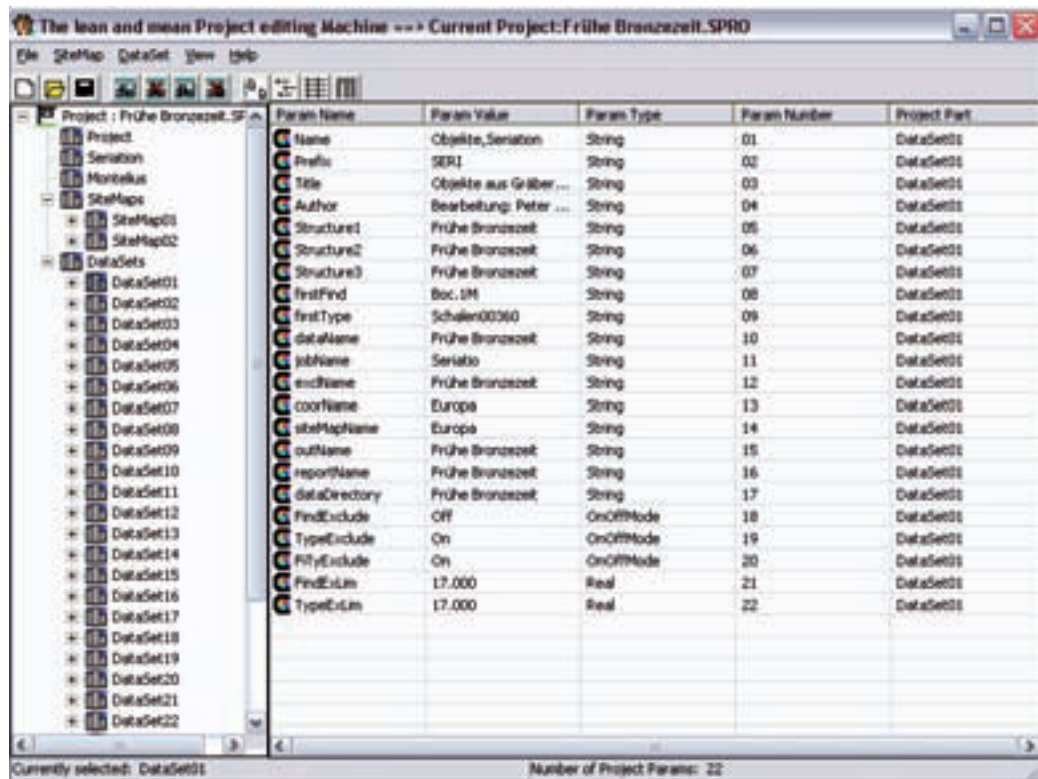 The lean and mean Project editing Machine ==> Current Project:Frühe Bronzezeit.SPRO
File SiteMap DataSet View Help
Project : Frühe Bronzezeit.SP
Project
Seriation
Montelius
SiteMaps
SiteMap01
SiteMap02
DataSets
DataSet01
DataSet02
DataSet03
DataSet04
DataSet05
DataSet06
DataSet07
DataSet08
DataSet09
DataSet10
DataSet11
DataSet12
DataSet13
DataSet14
DataSet15
DataSet16
DataSet17
DataSet18
DataSet19
DataSet20
DataSet21
DataSet22
Param Name Param Value Param Type Param Number Project Part
Name Objekte,Seriation String 01 DataSet01
Prefix SERI String 02 DataSet01
Title Objekte aus Gräber... String 03 DataSet01
Author Bearbeitung: Peter ... String 04 DataSet01
Structure1 Frühe Bronzezeit String 05 DataSet01
Structure2 Frühe Bronzezeit String 06 DataSet01
Structure3 Frühe Bronzezeit String 07 DataSet01
firstFind Boc.1M String 08 DataSet01
firstType Schalen00360 String 09 DataSet01
dataName Frühe Bronzezeit String 10 DataSet01
jobName Seriatio String 11 DataSet01
exclName Frühe Bronzezeit String 12 DataSet01
coorName Europa String 13 DataSet01
siteMapName Europa String 14 DataSet01
outName Frühe Bronzezeit String 15 DataSet01
reportName Frühe Bronzezeit String 16 DataSet01
dataDirectory Frühe Bronzezeit String 17 DataSet01
FindExclude Off OnOffMode 18 DataSet01
TypeExclude On OnOffMode 19 DataSet01
FiTyExclude On OnOffMode 20 DataSet01
FindExLim 17.000 Real 21 DataSet01
TypeExLim 17.000 Real 22 DataSet01
Currently selected: DataSet01 Number of Project Params: 22